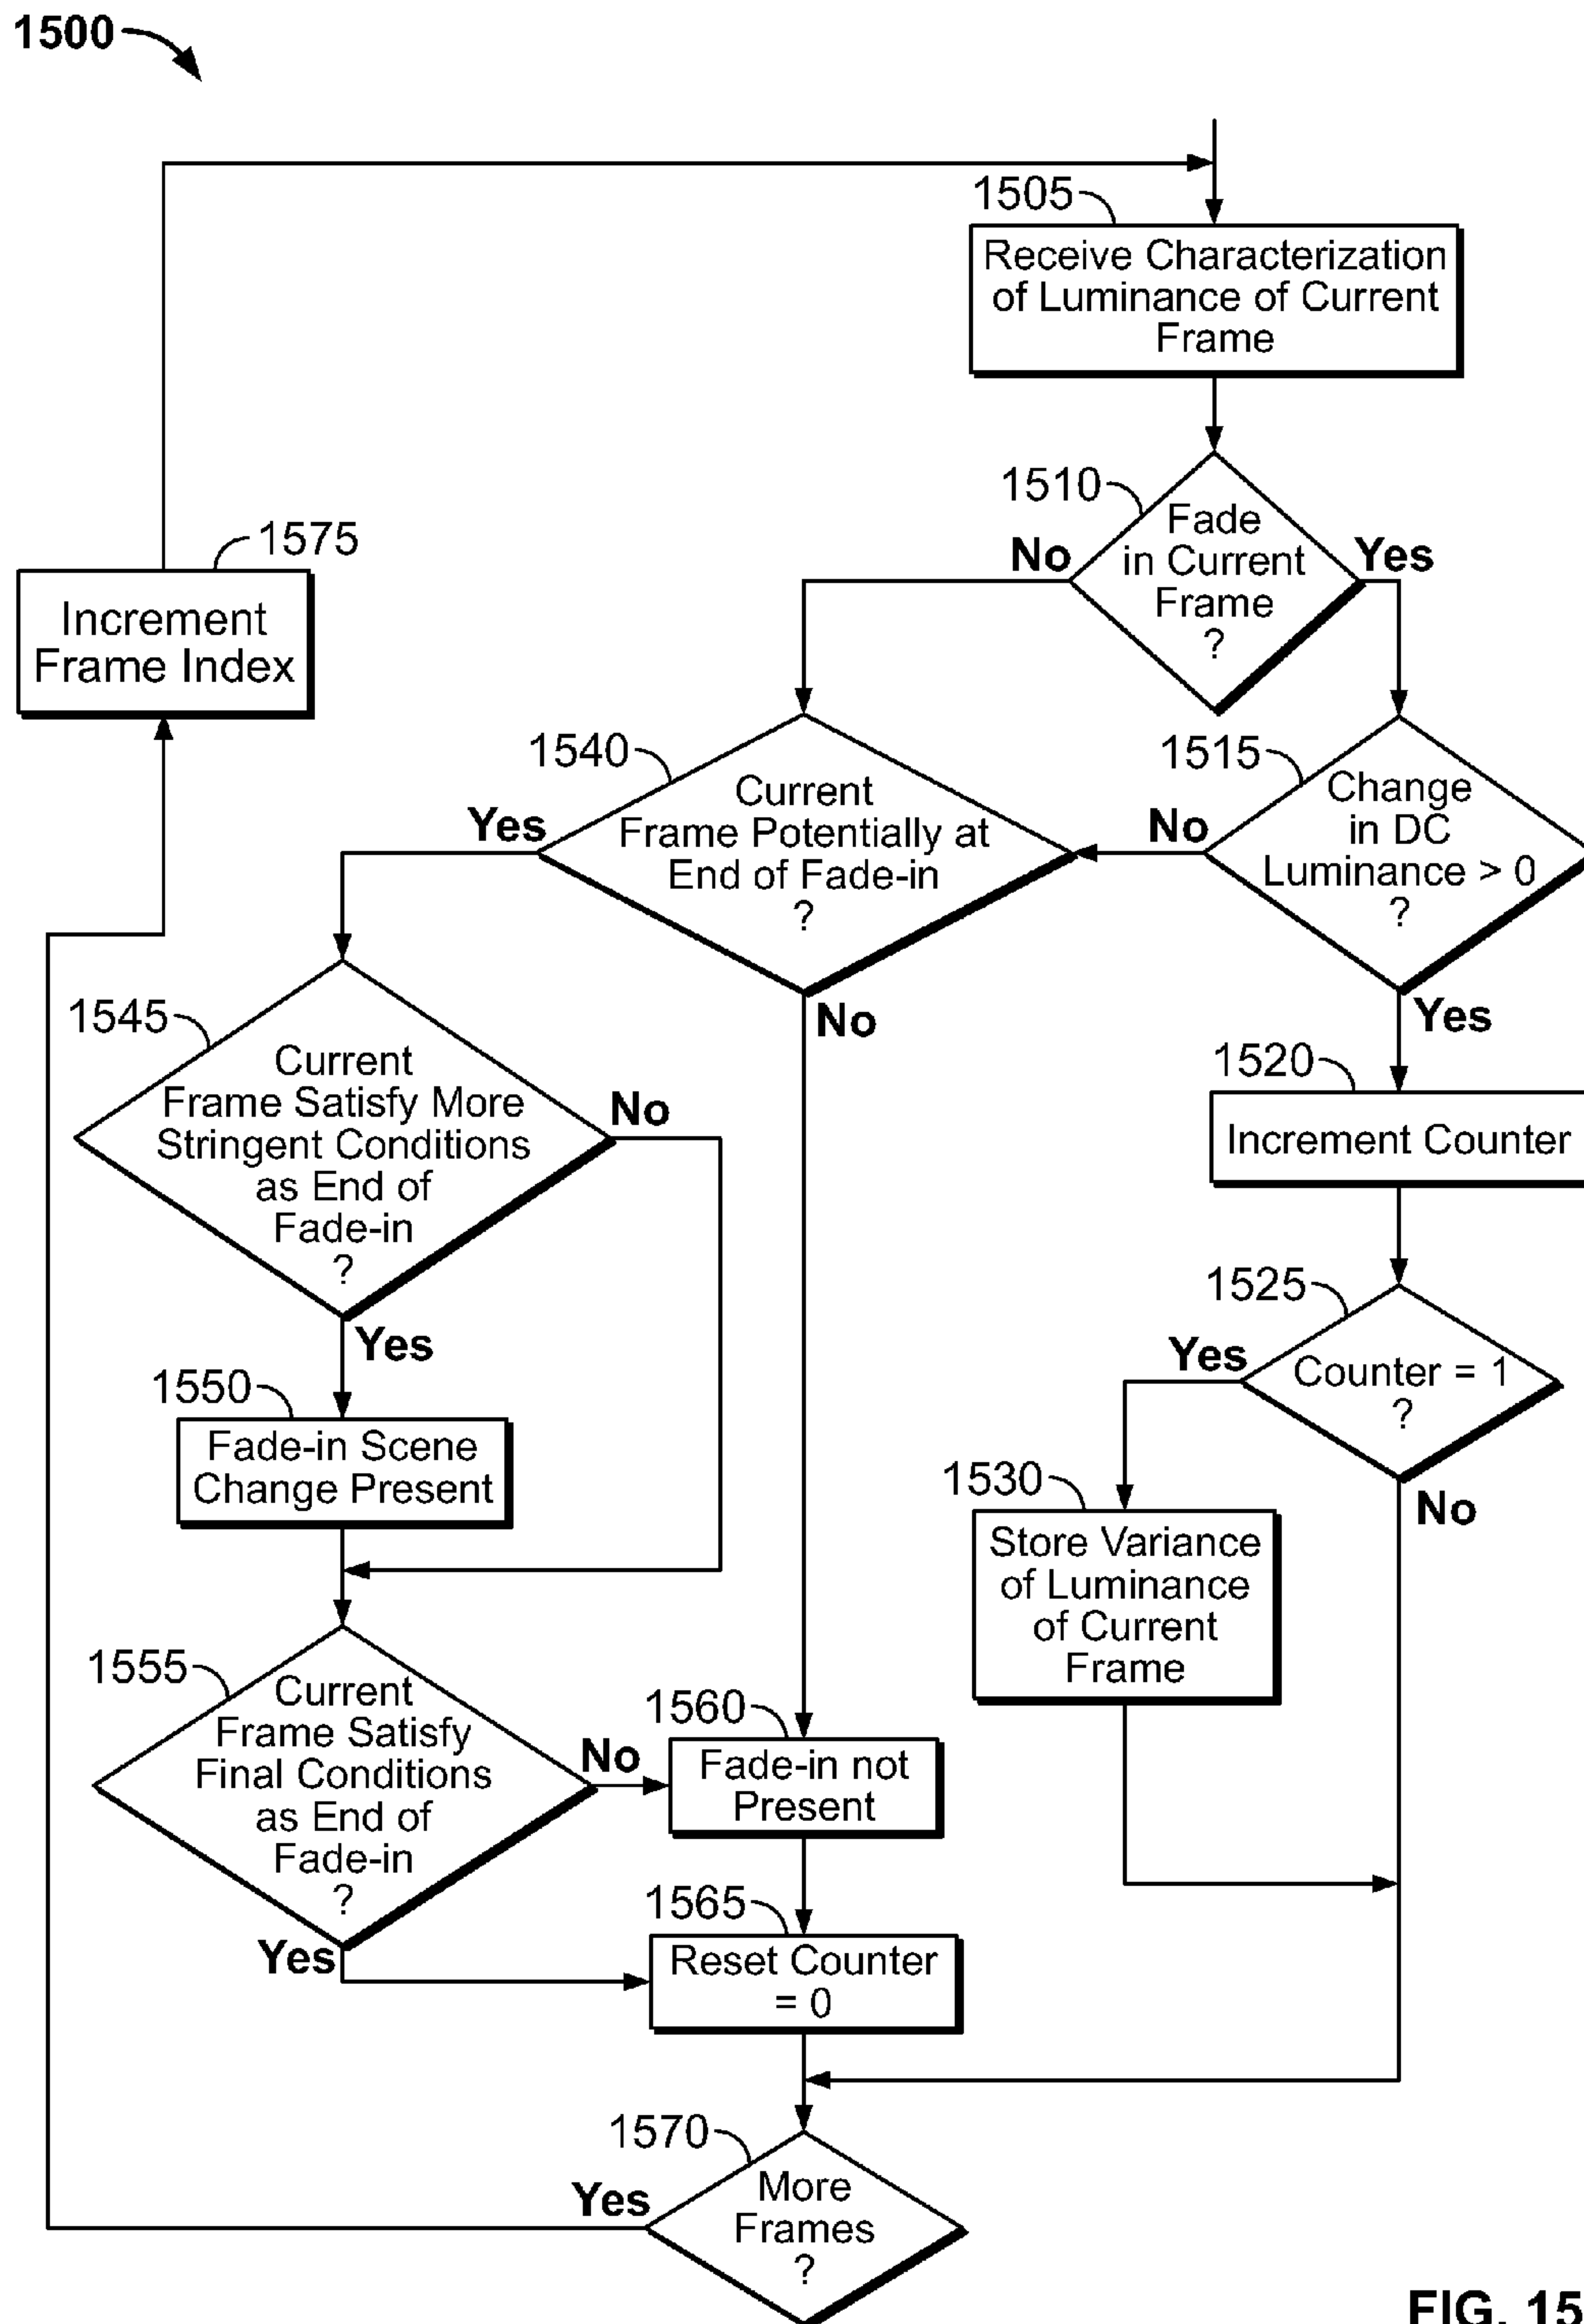 1500
1505
Receive Characterization
of Luminance of Current
Frame
1510
Fade
in Current
Frame
?
No
Yes
1575
Increment
Frame Index
1540
Current
Frame Potentially at
End of Fade-in
?
Yes
No
1515
Change
in DC
Luminance > 0
?
No
Yes
1545
Current
Frame Satisfy More
Stringent Conditions
as End of
Fade-in
?
No
Yes
1520
Increment Counter
1525
Counter = 1
?
Yes
No
1550
Fade-in Scene
Change Present
1530
Store Variance
of Luminance
of Current
Frame
1555
Current
Frame Satisfy
Final Conditions
as End of
Fade-in
?
No
Yes
1560
Fade-in not
Present
1565
Reset Counter
= 0
1570
More
Frames
?
Yes
FIG. 15